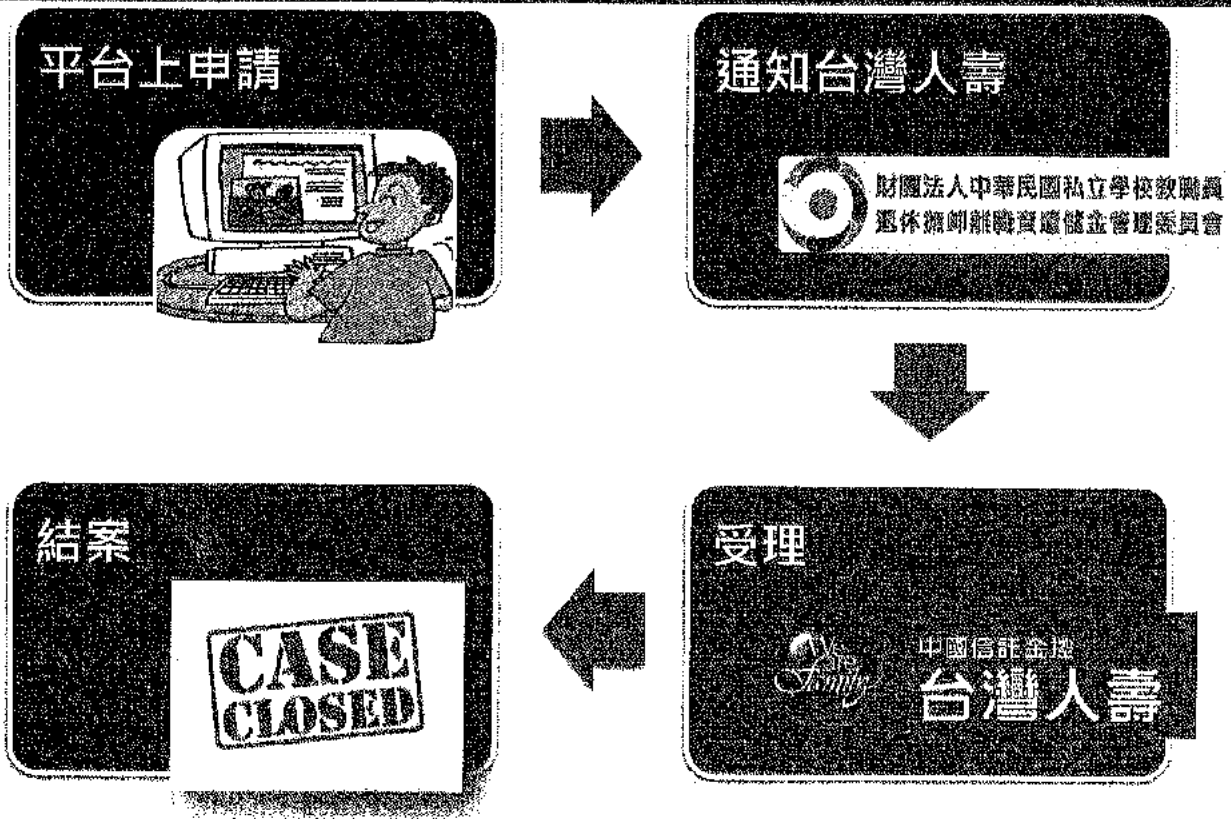 平台上申請
通知台灣人壽
財團法人中華民國私立學校教職員
退休撫卹離職資遣儲金管理委員會
受理
We Are Family
中國信託金控
台灣人壽
結案
CASE
CLOSED